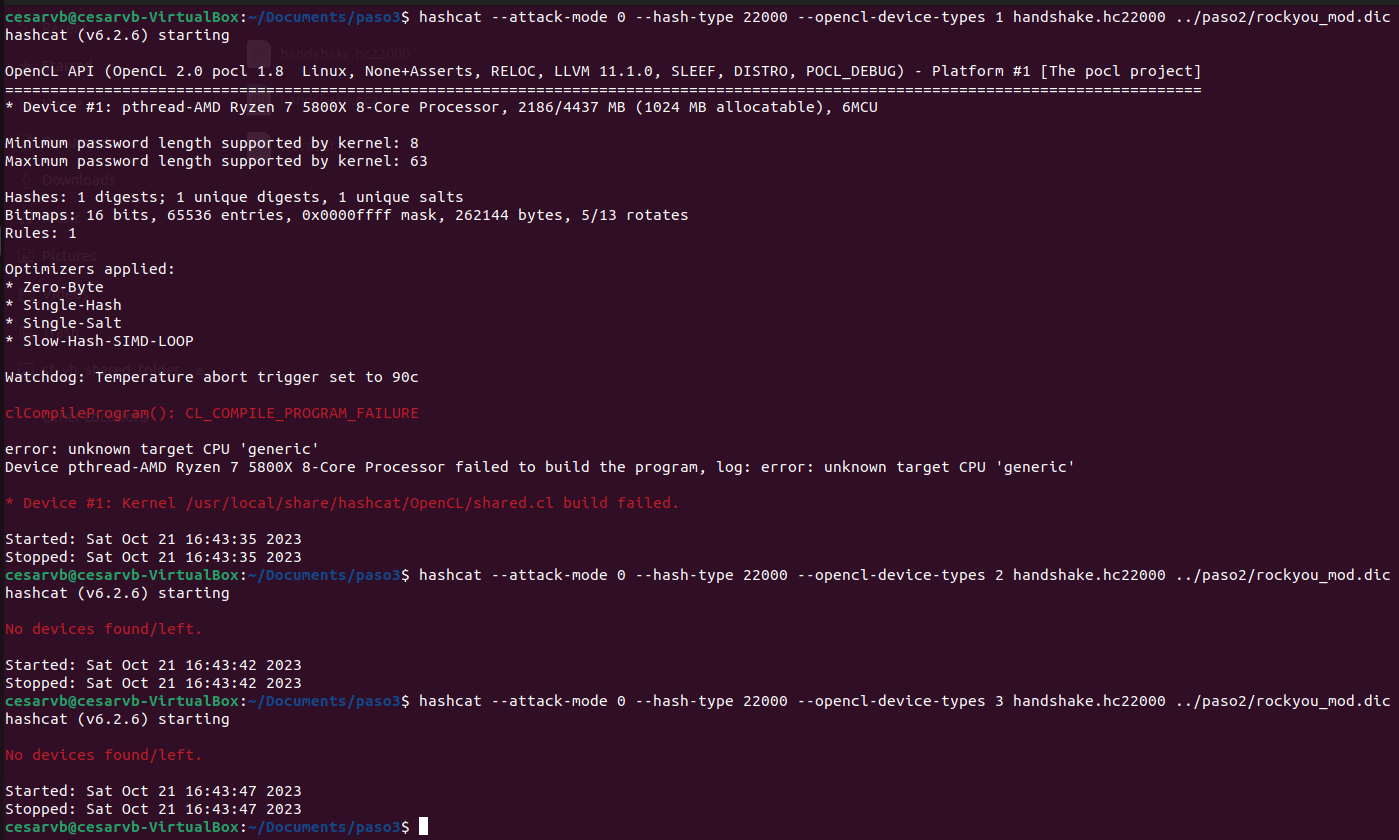 cesarvb@cesarvb-VirtualBox:~/Documents/paso3$ hashcat --attack-mode 0 --hash-type 22000 --opencl-device-types 1 handshake.hc22000 ../paso2/rockyou_mod.dic
hashcat (v6.2.6) starting
handshake.hc22000
OpenCL API (OpenCL 2.0 pocl 1.8  Linux, None+Asserts, RELOC, LLVM 11.1.0, SLEEF, DISTRO, POCL_DEBUG) - Platform #1 [The pocl project]
=====================================================================================================================================
* Device #1: pthread-AMD Ryzen 7 5800X 8-Core Processor, 2186/4437 MB (1024 MB allocatable), 6MCU
Minimum password length supported by kernel: 8
Maximum password length supported by kernel: 63
Downloads
Hashes: 1 digests; 1 unique digests, 1 unique salts
Bitmaps: 16 bits, 65536 entries, 0x0000ffff mask, 262144 bytes, 5/13 rotates
Rules: 1
Pictures
Optimizers applied:
* Zero-Byte
* Single-Hash
* Single-Salt
* Slow-Hash-SIMD-LOOP
Watchdog: Temperature abort trigger set to 90c
clCompileProgram(): CL_COMPILE_PROGRAM_FAILURE
error: unknown target CPU 'generic'
Device pthread-AMD Ryzen 7 5800X 8-Core Processor failed to build the program, log: error: unknown target CPU 'generic'
* Device #1: Kernel /usr/local/share/hashcat/OpenCL/shared.cl build failed.
Started: Sat Oct 21 16:43:35 2023
Stopped: Sat Oct 21 16:43:35 2023
cesarvb@cesarvb-VirtualBox:~/Documents/paso3$ hashcat --attack-mode 0 --hash-type 22000 --opencl-device-types 2 handshake.hc22000 ../paso2/rockyou_mod.dic
hashcat (v6.2.6) starting
No devices found/left.
Started: Sat Oct 21 16:43:42 2023
Stopped: Sat Oct 21 16:43:42 2023
cesarvb@cesarvb-VirtualBox:~/Documents/paso3$ hashcat --attack-mode 0 --hash-type 22000 --opencl-device-types 3 handshake.hc22000 ../paso2/rockyou_mod.dic
hashcat (v6.2.6) starting
No devices found/left.
Started: Sat Oct 21 16:43:47 2023
Stopped: Sat Oct 21 16:43:47 2023
cesarvb@cesarvb-VirtualBox:~/Documents/paso3$